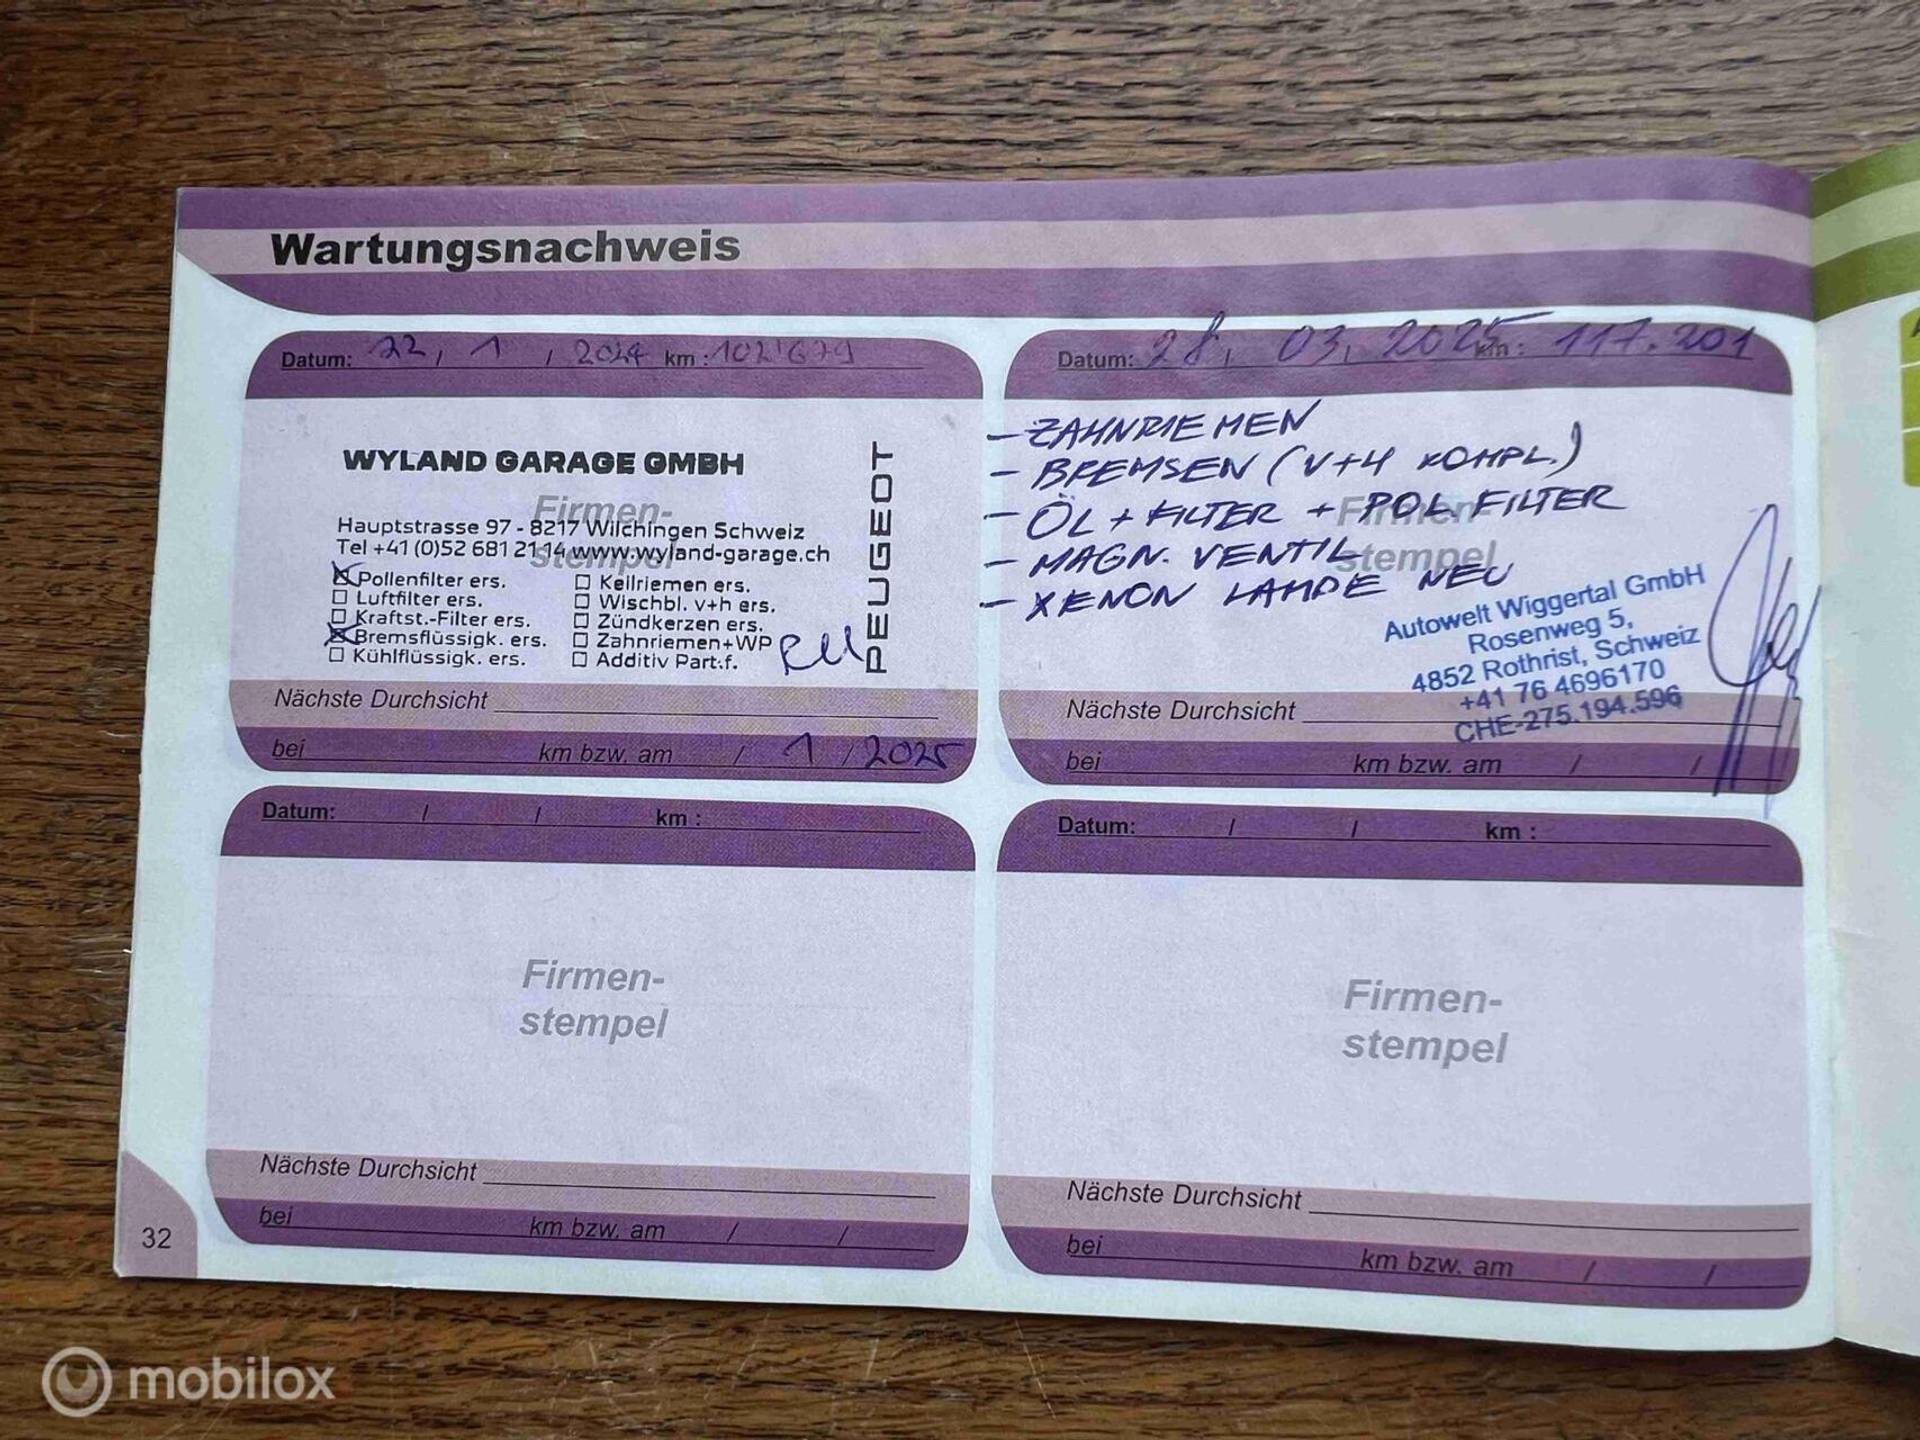 Wartungsnachweis
Datum: 22 / 1 / 2024 km : 102'679
WYLAND GARAGE GMBH
Firmen-
stempel
Hauptstrasse 97 - 8217 Wilchingen Schweiz
Tel +41 (0)52 681 21 14 www.wyland-garage.ch
PEUGEOT
☒ Pollenfilter ers. ☐ Keilriemen ers.
☐ Luftfilter ers. ☐ Wischbl. v+h ers.
☐ Kraftst.-Filter ers. ☐ Zündkerzen ers.
☒ Bremsflüssigk. ers. ☐ Zahnriemen+WP
☐ Kühlflüssigk. ers. ☐ Additiv Part.f.
Nächste Durchsicht
bei km bzw. am / 1 / 2025
Datum: 28. 03. 2025 km : 117.201
- ZAHNRIEMEN
- BREMSEN (V+H KOMPL.)
- ÖL + FILTER + POL. FILTER
- MAGN. VENTIL
- XENON LAMPE NEU
Firmen-
stempel
Autowelt Wiggertal GmbH
Rosenweg 5,
4852 Rothrist, Schweiz
+41 76 4696170
CHE-275.194.596
Nächste Durchsicht
bei km bzw. am / /
Datum: / / km :
Firmen-
stempel
Nächste Durchsicht
bei km bzw. am / /
Datum: / / km :
Firmen-
stempel
Nächste Durchsicht
bei km bzw. am / /
32
mobilox